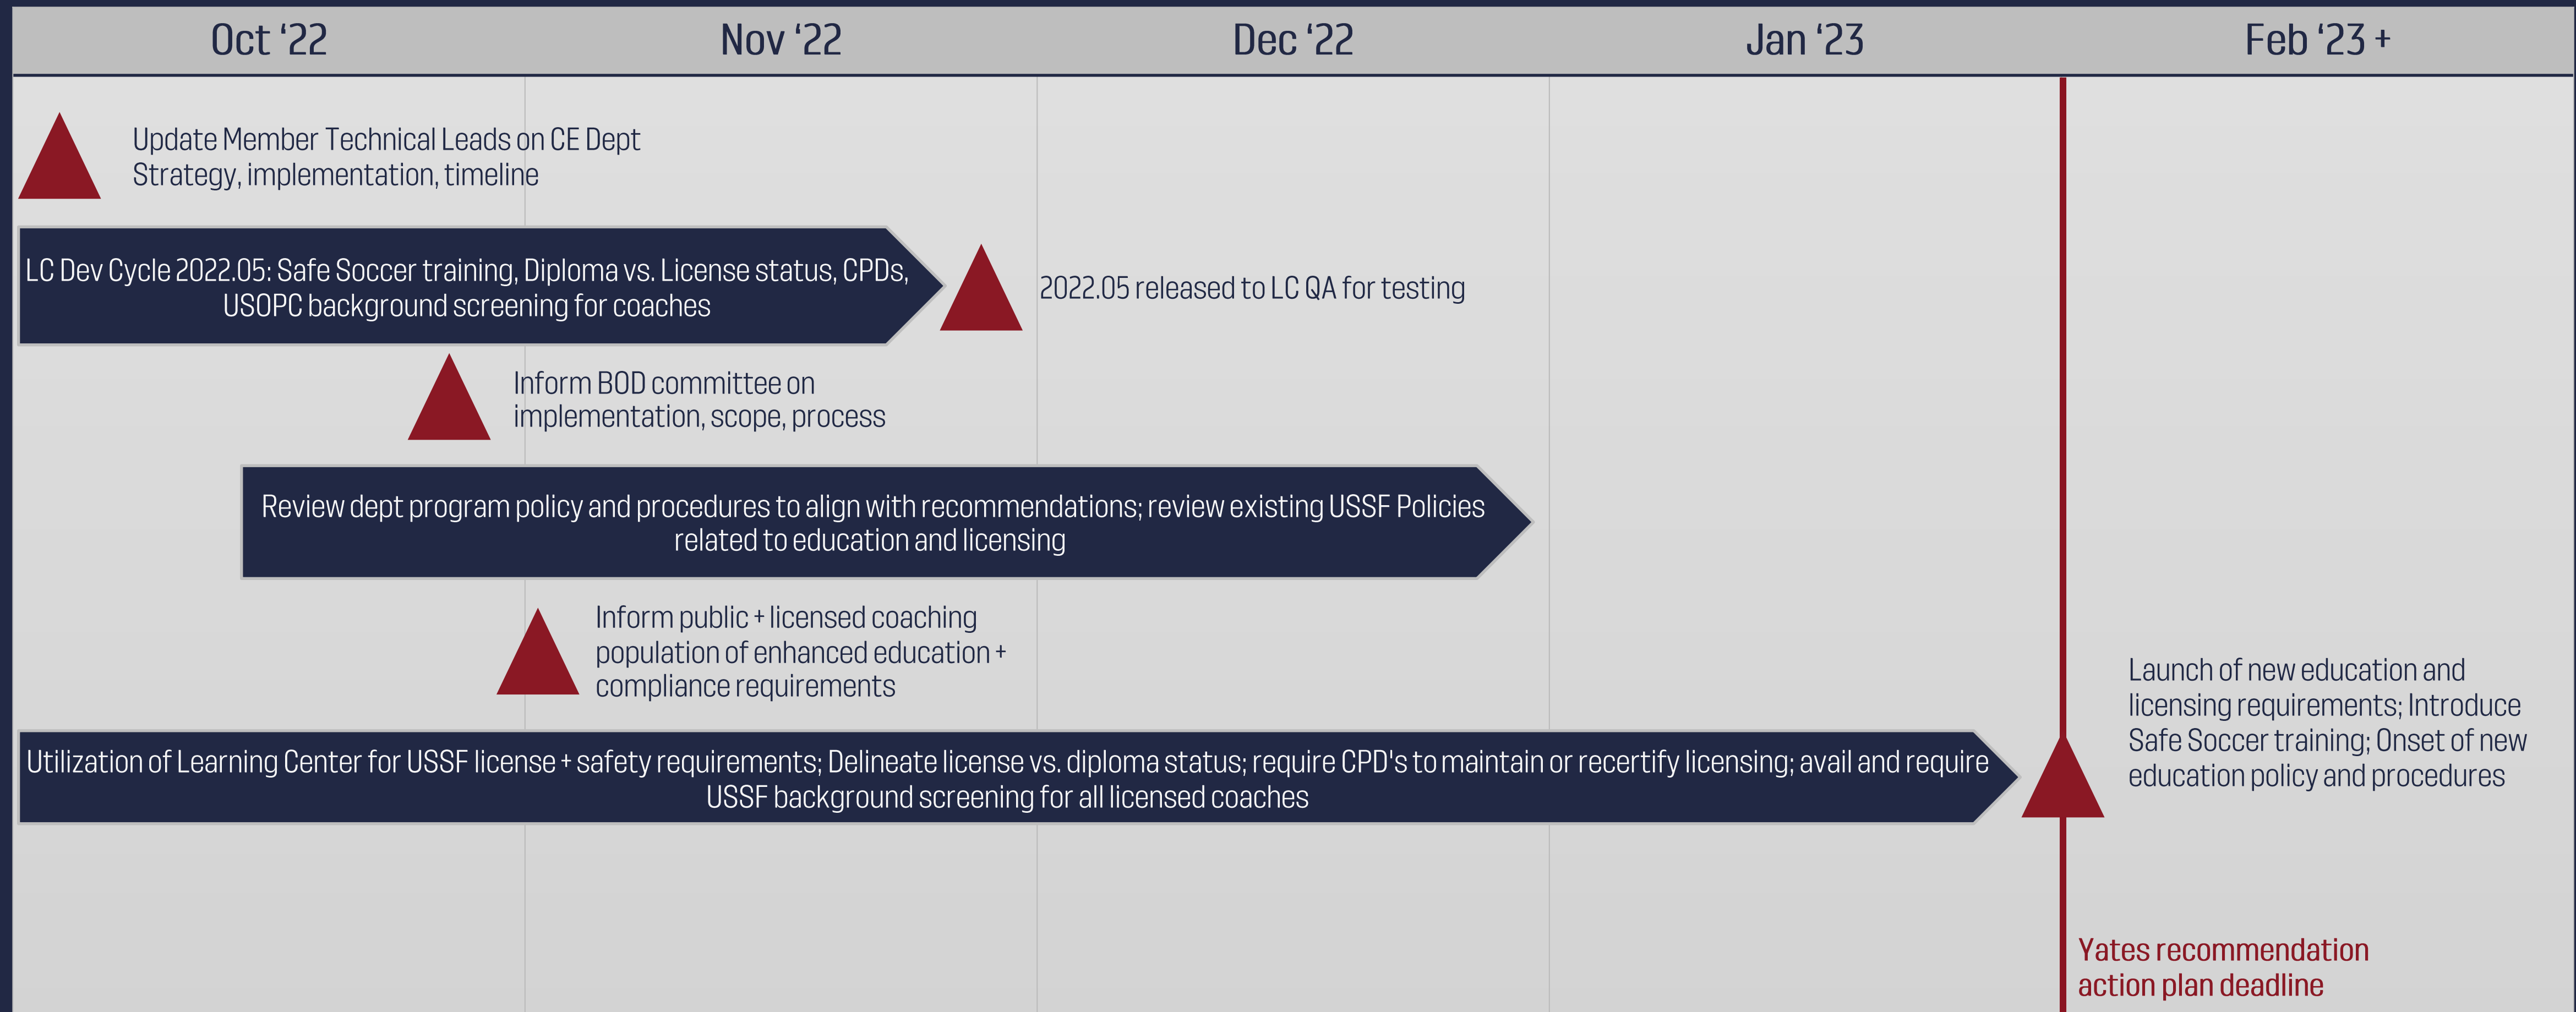 Oct ‘22
Nov ‘22
Dec ‘22
Jan ‘23
Feb ‘23 +
Update Member Technical Leads on CE Dept
Strategy, implementation, timeline
LC Dev Cycle 2022.05: Safe Soccer training, Diploma vs. License status, CPDs,
USOPC background screening for coaches
2022.05 released to LC QA for testing
Inform BOD committee on
implementation, scope, process
Review dept program policy and procedures to align with recommendations; review existing USSF Policies
related to education and licensing
Inform public + licensed coaching
population of enhanced education +
compliance requirements
Utilization of Learning Center for USSF license + safety requirements; Delineate license vs. diploma status; require CPD's to maintain or recertify licensing; avail and require
USSF background screening for all licensed coaches
Launch of new education and
licensing requirements; Introduce
Safe Soccer training; Onset of new
education policy and procedures
Yates recommendation
action plan deadline